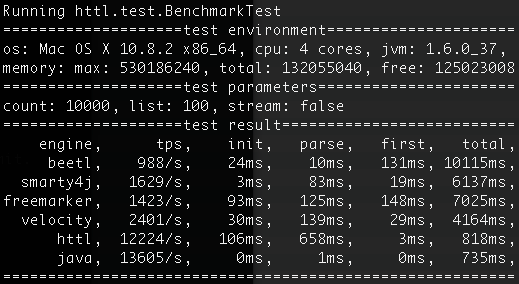 Running httl.test.BenchmarkTest
====================test environment=====================
os: Mac OS X 10.8.2 x86_64, cpu: 4 cores, jvm: 1.6.0_37,
memory: max: 530186240, total: 132055040, free: 125023008
====================test parameters======================
count: 10000, list: 100, stream: false
====================test result==========================
engine, tps, init, parse, first, total,
beetl, 988/s, 24ms, 10ms, 131ms, 10115ms,
smarty4j, 1629/s, 3ms, 83ms, 19ms, 6137ms,
freemarker, 1423/s, 93ms, 125ms, 148ms, 7025ms,
velocity, 2401/s, 30ms, 139ms, 29ms, 4164ms,
httl, 12224/s, 106ms, 658ms, 3ms, 818ms,
java, 13605/s, 0ms, 1ms, 0ms, 735ms,
=========================================================